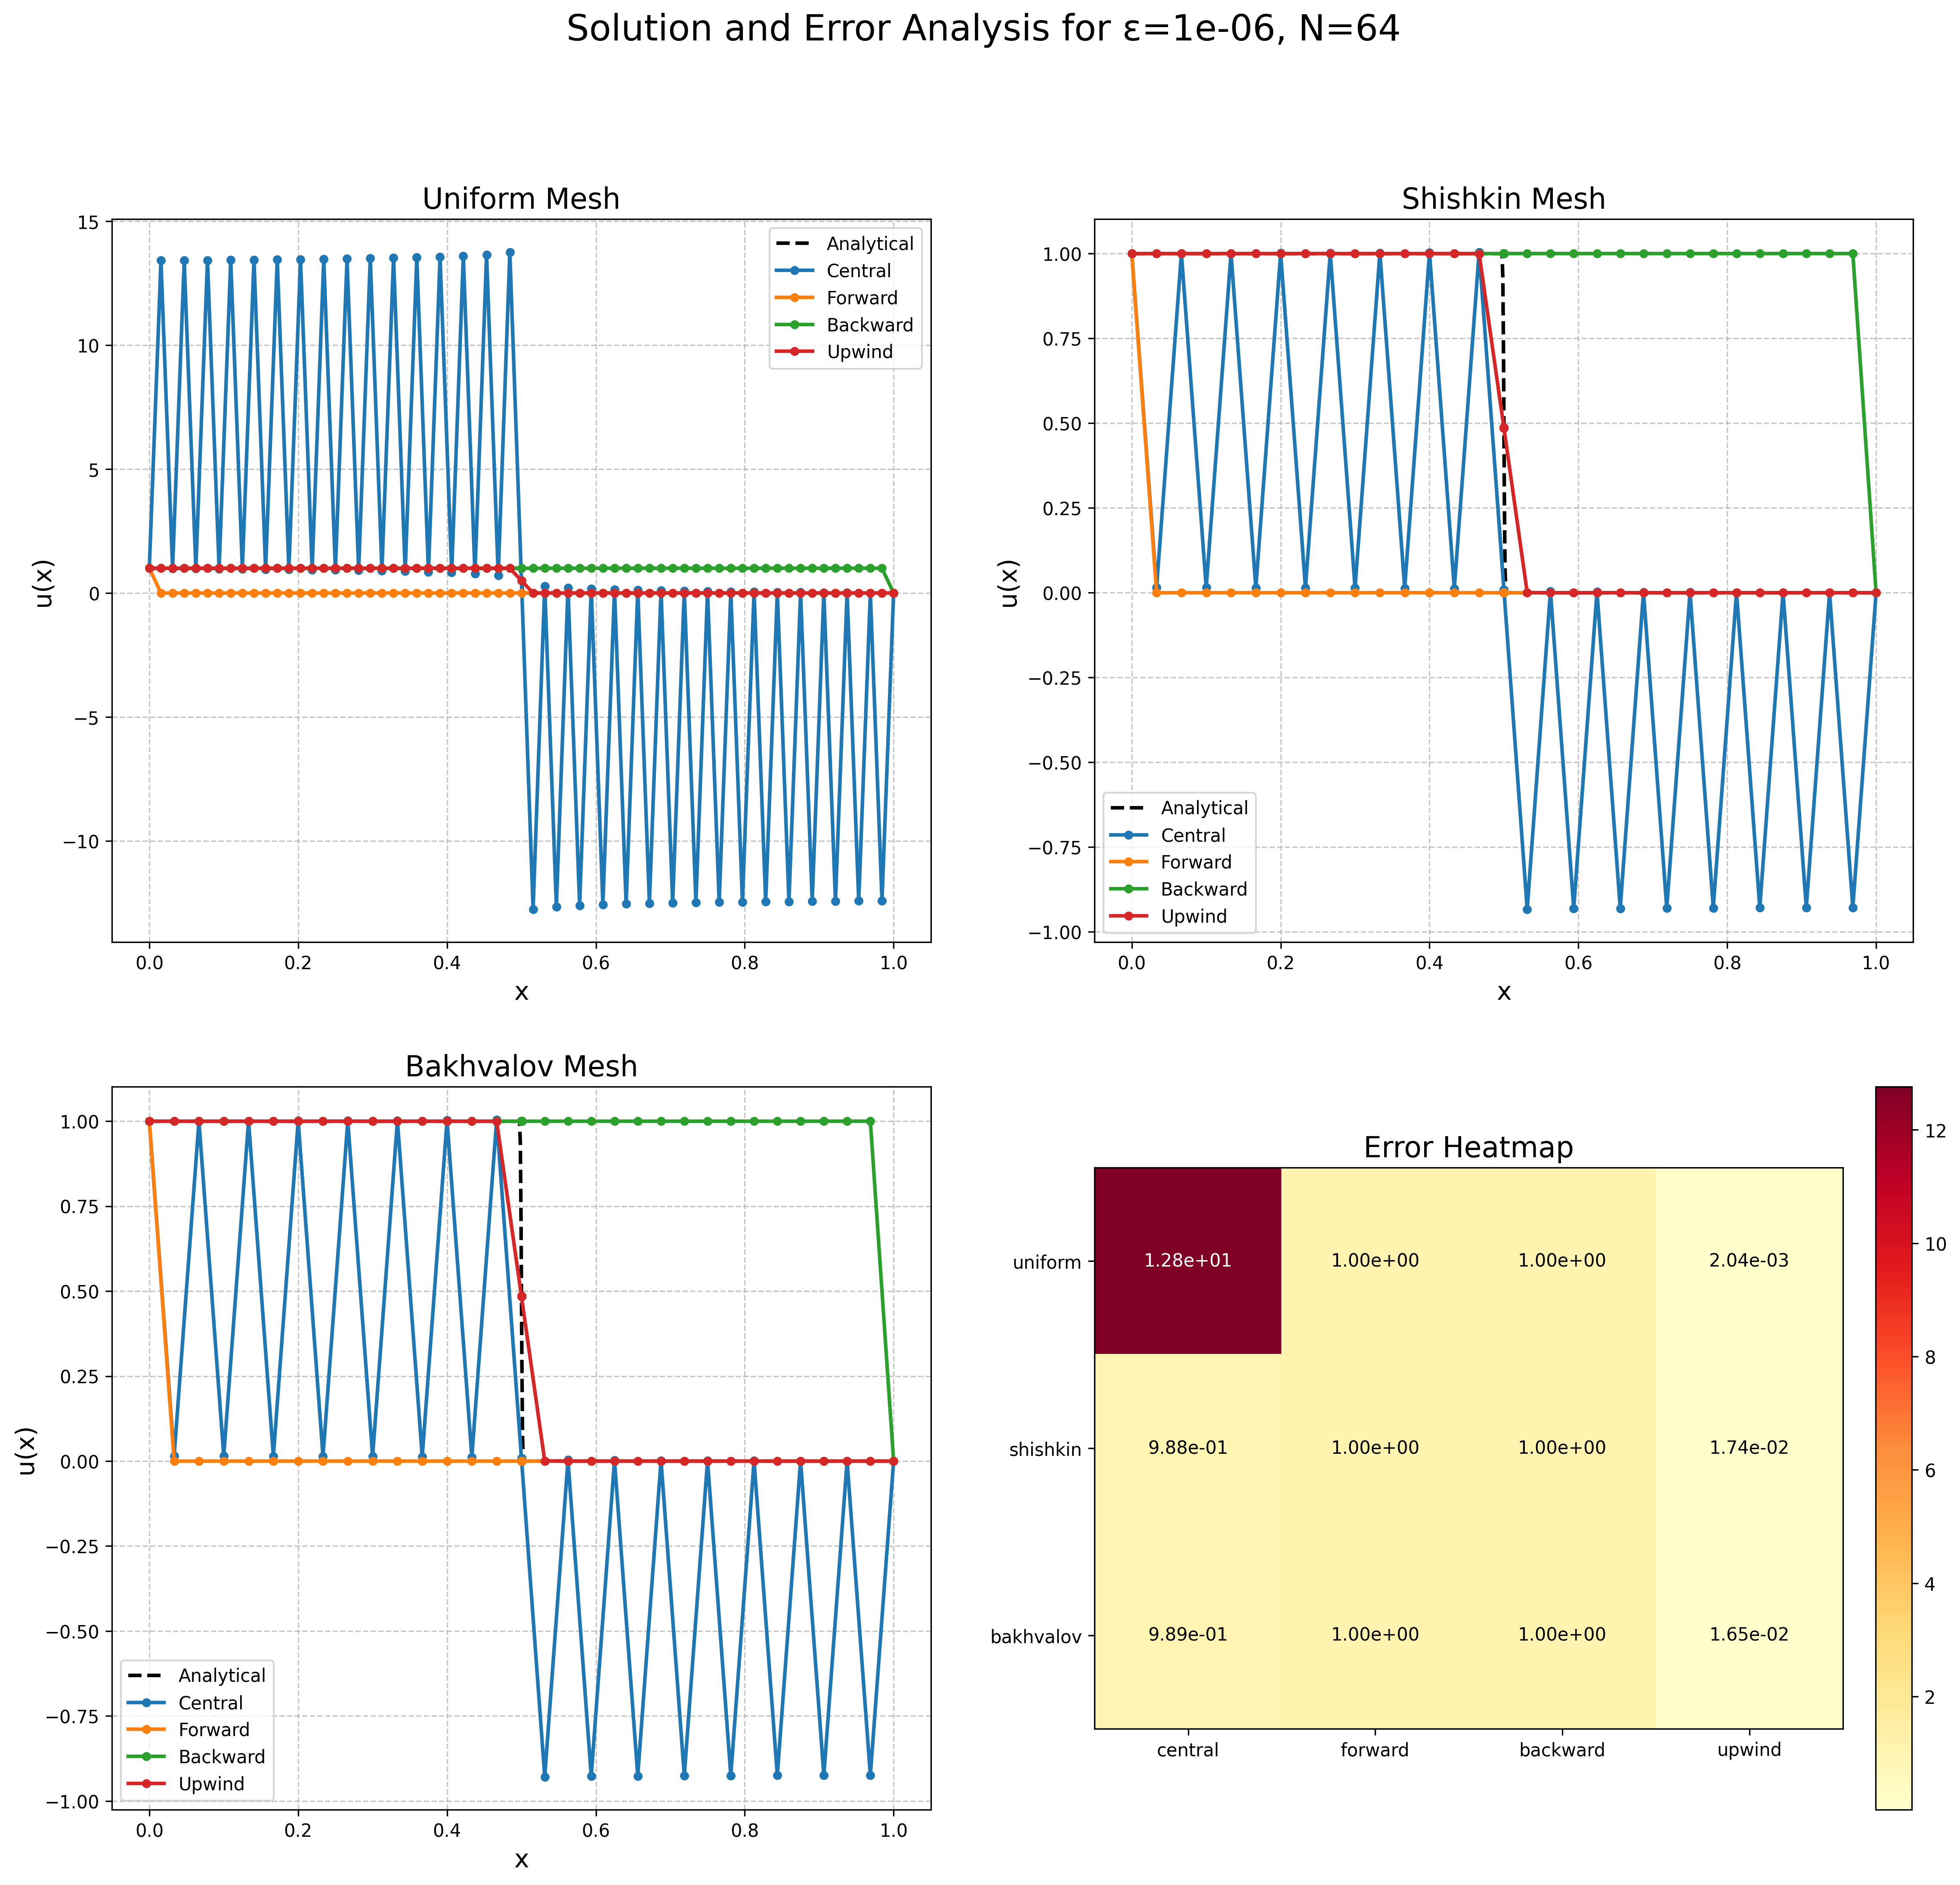 Solution and Error Analysis for ε=1e-06, N=64
Uniform Mesh
15
10
5
0
−5
−10
u(x)
0.0 0.2 0.4 0.6 0.8 1.0
x
Analytical
Central
Forward
Backward
Upwind
Shishkin Mesh
1.00
0.75
0.50
0.25
0.00
−0.25
−0.50
−0.75
−1.00
u(x)
0.0 0.2 0.4 0.6 0.8 1.0
x
Analytical
Central
Forward
Backward
Upwind
Bakhvalov Mesh
1.00
0.75
0.50
0.25
0.00
−0.25
−0.50
−0.75
−1.00
u(x)
0.0 0.2 0.4 0.6 0.8 1.0
x
Analytical
Central
Forward
Backward
Upwind
Error Heatmap
uniform 1.28e+01 1.00e+00 1.00e+00 2.04e-03
shishkin 9.88e-01 1.00e+00 1.00e+00 1.74e-02
bakhvalov 9.89e-01 1.00e+00 1.00e+00 1.65e-02
central forward backward upwind
12
10
8
6
4
2